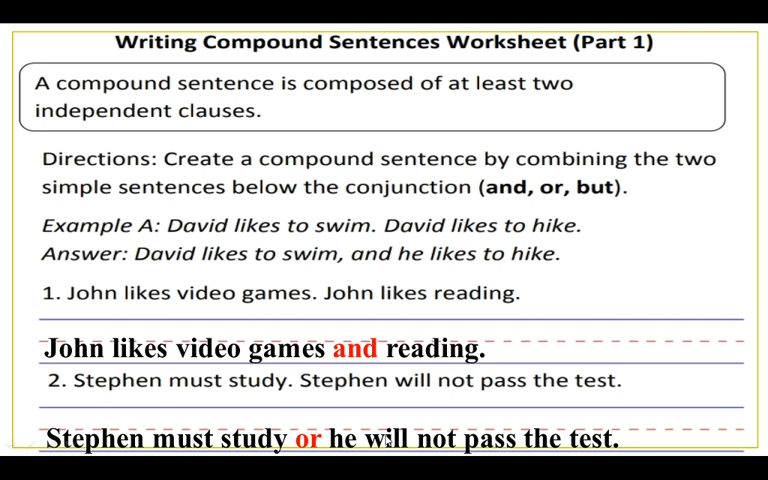 Writing Compound Sentences Worksheet (Part 1)
A compound sentence is composed of at least two
independent clauses.
Directions: Create a compound sentence by combining the two
simple sentences below the conjunction (and, or, but).
Example A: David likes to swim. David likes to hike.
Answer: David likes to swim, and he likes to hike.
1. John likes video games. John likes reading.
John likes video games and reading.
2. Stephen must study. Stephen will not pass the test.
Stephen must study or he will not pass the test.